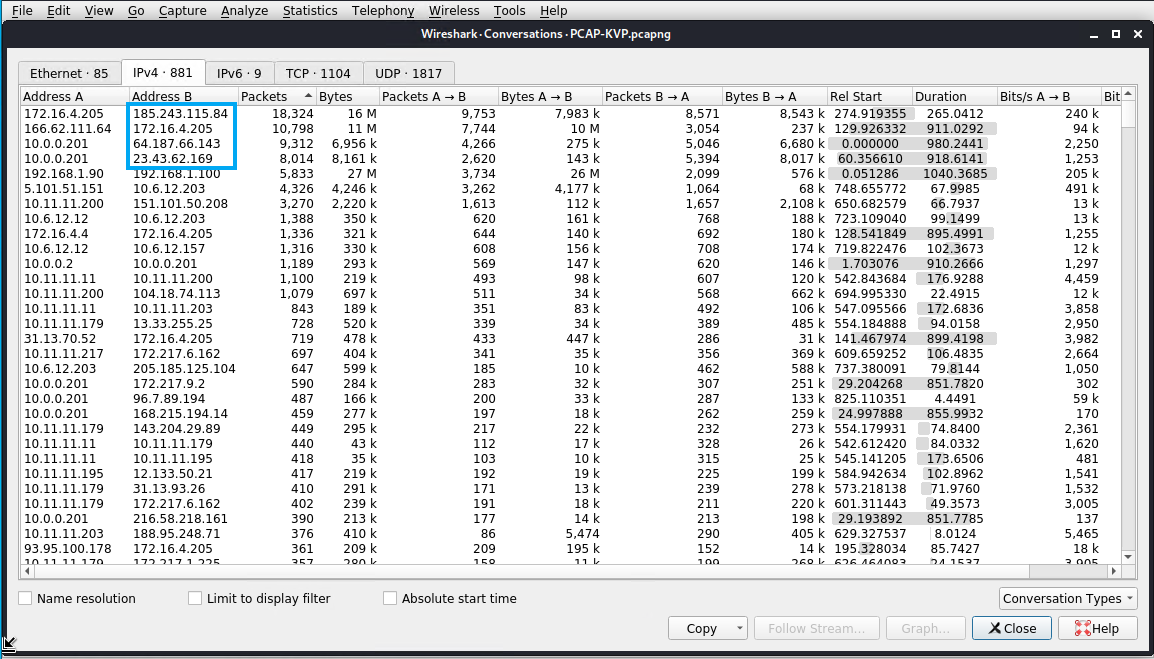 File Edit View Go Capture Analyze Statistics Telephony Wireless Tools Help
Wireshark · Conversations · PCAP-KVP.pcapng
Ethernet · 85 IPv4 · 881 IPv6 · 9 TCP · 1104 UDP · 1817
Address A Address B Packets Bytes Packets A → B Bytes A → B Packets B → A Bytes B → A Rel Start Duration Bits/s A → B Bit
172.16.4.205 185.243.115.84 18,324 16 M 9,753 7,983 k 8,571 8,543 k 274.919355 265.0412 240 k
166.62.111.64 172.16.4.205 10,798 11 M 7,744 10 M 3,054 237 k 129.926332 911.0292 94 k
10.0.0.201 64.187.66.143 9,312 6,956 k 4,266 275 k 5,046 6,680 k 0.000000 980.2441 2,250
10.0.0.201 23.43.62.169 8,014 8,161 k 2,620 143 k 5,394 8,017 k 60.356610 918.6141 1,253
192.168.1.90 192.168.1.100 5,833 27 M 3,734 26 M 2,099 576 k 0.051286 1040.3685 205 k
5.101.51.151 10.6.12.203 4,326 4,246 k 3,262 4,177 k 1,064 68 k 748.655772 67.9985 491 k
10.11.11.200 151.101.50.208 3,270 2,220 k 1,613 112 k 1,657 2,108 k 650.682579 66.7937 13 k
10.6.12.12 10.6.12.203 1,388 350 k 620 161 k 768 188 k 723.109040 99.1499 13 k
172.16.4.4 172.16.4.205 1,336 321 k 644 140 k 692 180 k 128.541849 895.4991 1,255
10.6.12.12 10.6.12.157 1,316 330 k 608 156 k 708 174 k 719.822476 102.3673 12 k
10.0.0.2 10.0.0.201 1,189 293 k 569 147 k 620 146 k 1.703076 910.2666 1,297
10.11.11.11 10.11.11.200 1,100 219 k 493 98 k 607 120 k 542.843684 176.9288 4,459
10.11.11.200 104.18.74.113 1,079 697 k 511 34 k 568 662 k 694.995330 22.4915 12 k
10.11.11.11 10.11.11.203 843 189 k 351 83 k 492 106 k 547.095566 172.6836 3,858
10.11.11.179 13.33.255.25 728 520 k 339 34 k 389 485 k 554.184888 94.0158 2,950
31.13.70.52 172.16.4.205 719 478 k 433 447 k 286 31 k 141.467974 899.4198 3,982
10.11.11.217 172.217.6.162 697 404 k 341 35 k 356 369 k 609.659252 106.4835 2,664
10.6.12.203 205.185.125.104 647 599 k 185 10 k 462 588 k 737.380091 79.8144 1,050
10.0.0.201 172.217.9.2 590 284 k 283 32 k 307 251 k 29.204268 851.7820 302
10.0.0.201 96.7.89.194 487 166 k 200 33 k 287 133 k 825.110351 4.4491 59 k
10.0.0.201 168.215.194.14 459 277 k 197 18 k 262 259 k 24.997888 855.9932 170
10.11.11.179 143.204.29.89 449 295 k 217 22 k 232 273 k 554.179931 74.8400 2,361
10.11.11.11 10.11.11.179 440 43 k 112 17 k 328 26 k 542.612420 84.0332 1,620
10.11.11.11 10.11.11.195 418 35 k 103 10 k 315 25 k 545.141205 173.6506 481
10.11.11.195 12.133.50.21 417 219 k 192 19 k 225 199 k 584.942634 102.8962 1,541
10.11.11.179 31.13.93.26 410 291 k 171 13 k 239 278 k 573.218138 71.9760 1,532
10.11.11.179 172.217.6.162 402 239 k 191 18 k 211 220 k 601.311443 49.3573 3,005
10.0.0.201 216.58.218.161 390 213 k 177 14 k 213 198 k 29.193892 851.7785 137
10.11.11.203 188.95.248.71 376 410 k 86 5,474 290 405 k 629.327537 8.0124 5,465
93.95.100.178 172.16.4.205 361 209 k 209 195 k 152 14 k 195.328034 85.7427 18 k
10.11.11.179 172.217.1.225 357 280 k 158 11 k 199 268 k 626.464083 24.1537 3,905
Name resolution Limit to display filter Absolute start time Conversation Types
Copy Follow Stream... Graph... Close Help